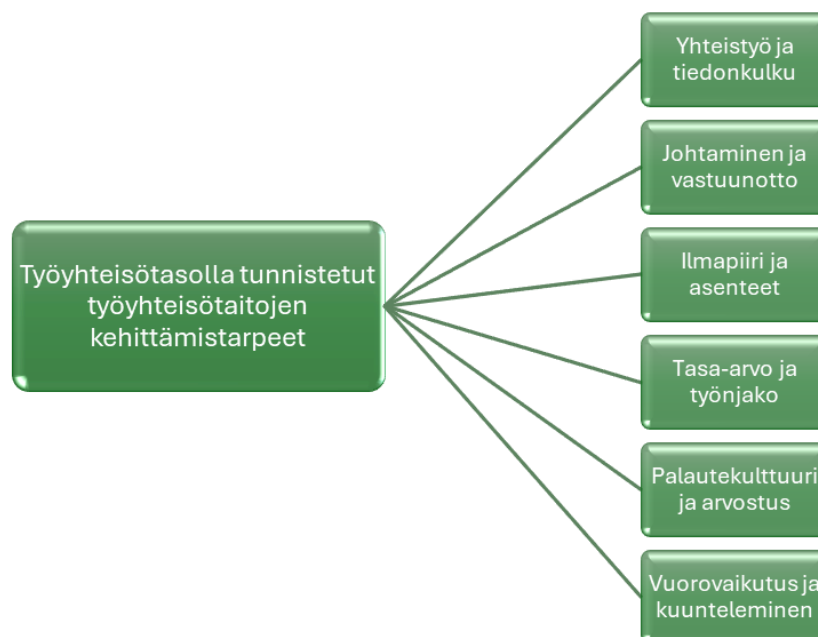 Yhteistyö ja
tiedonkulku
Johtaminen ja
vastuunotto
Ilmapiiri ja
asenteet
Työyhteisötasolla tunnistetut
työyhteisötaitojen
kehittämistarpeet
Tasa-arvo ja
työnjako
Palautekulttuuri
ja arvostus
Vuorovaikutus ja
kuunteleminen